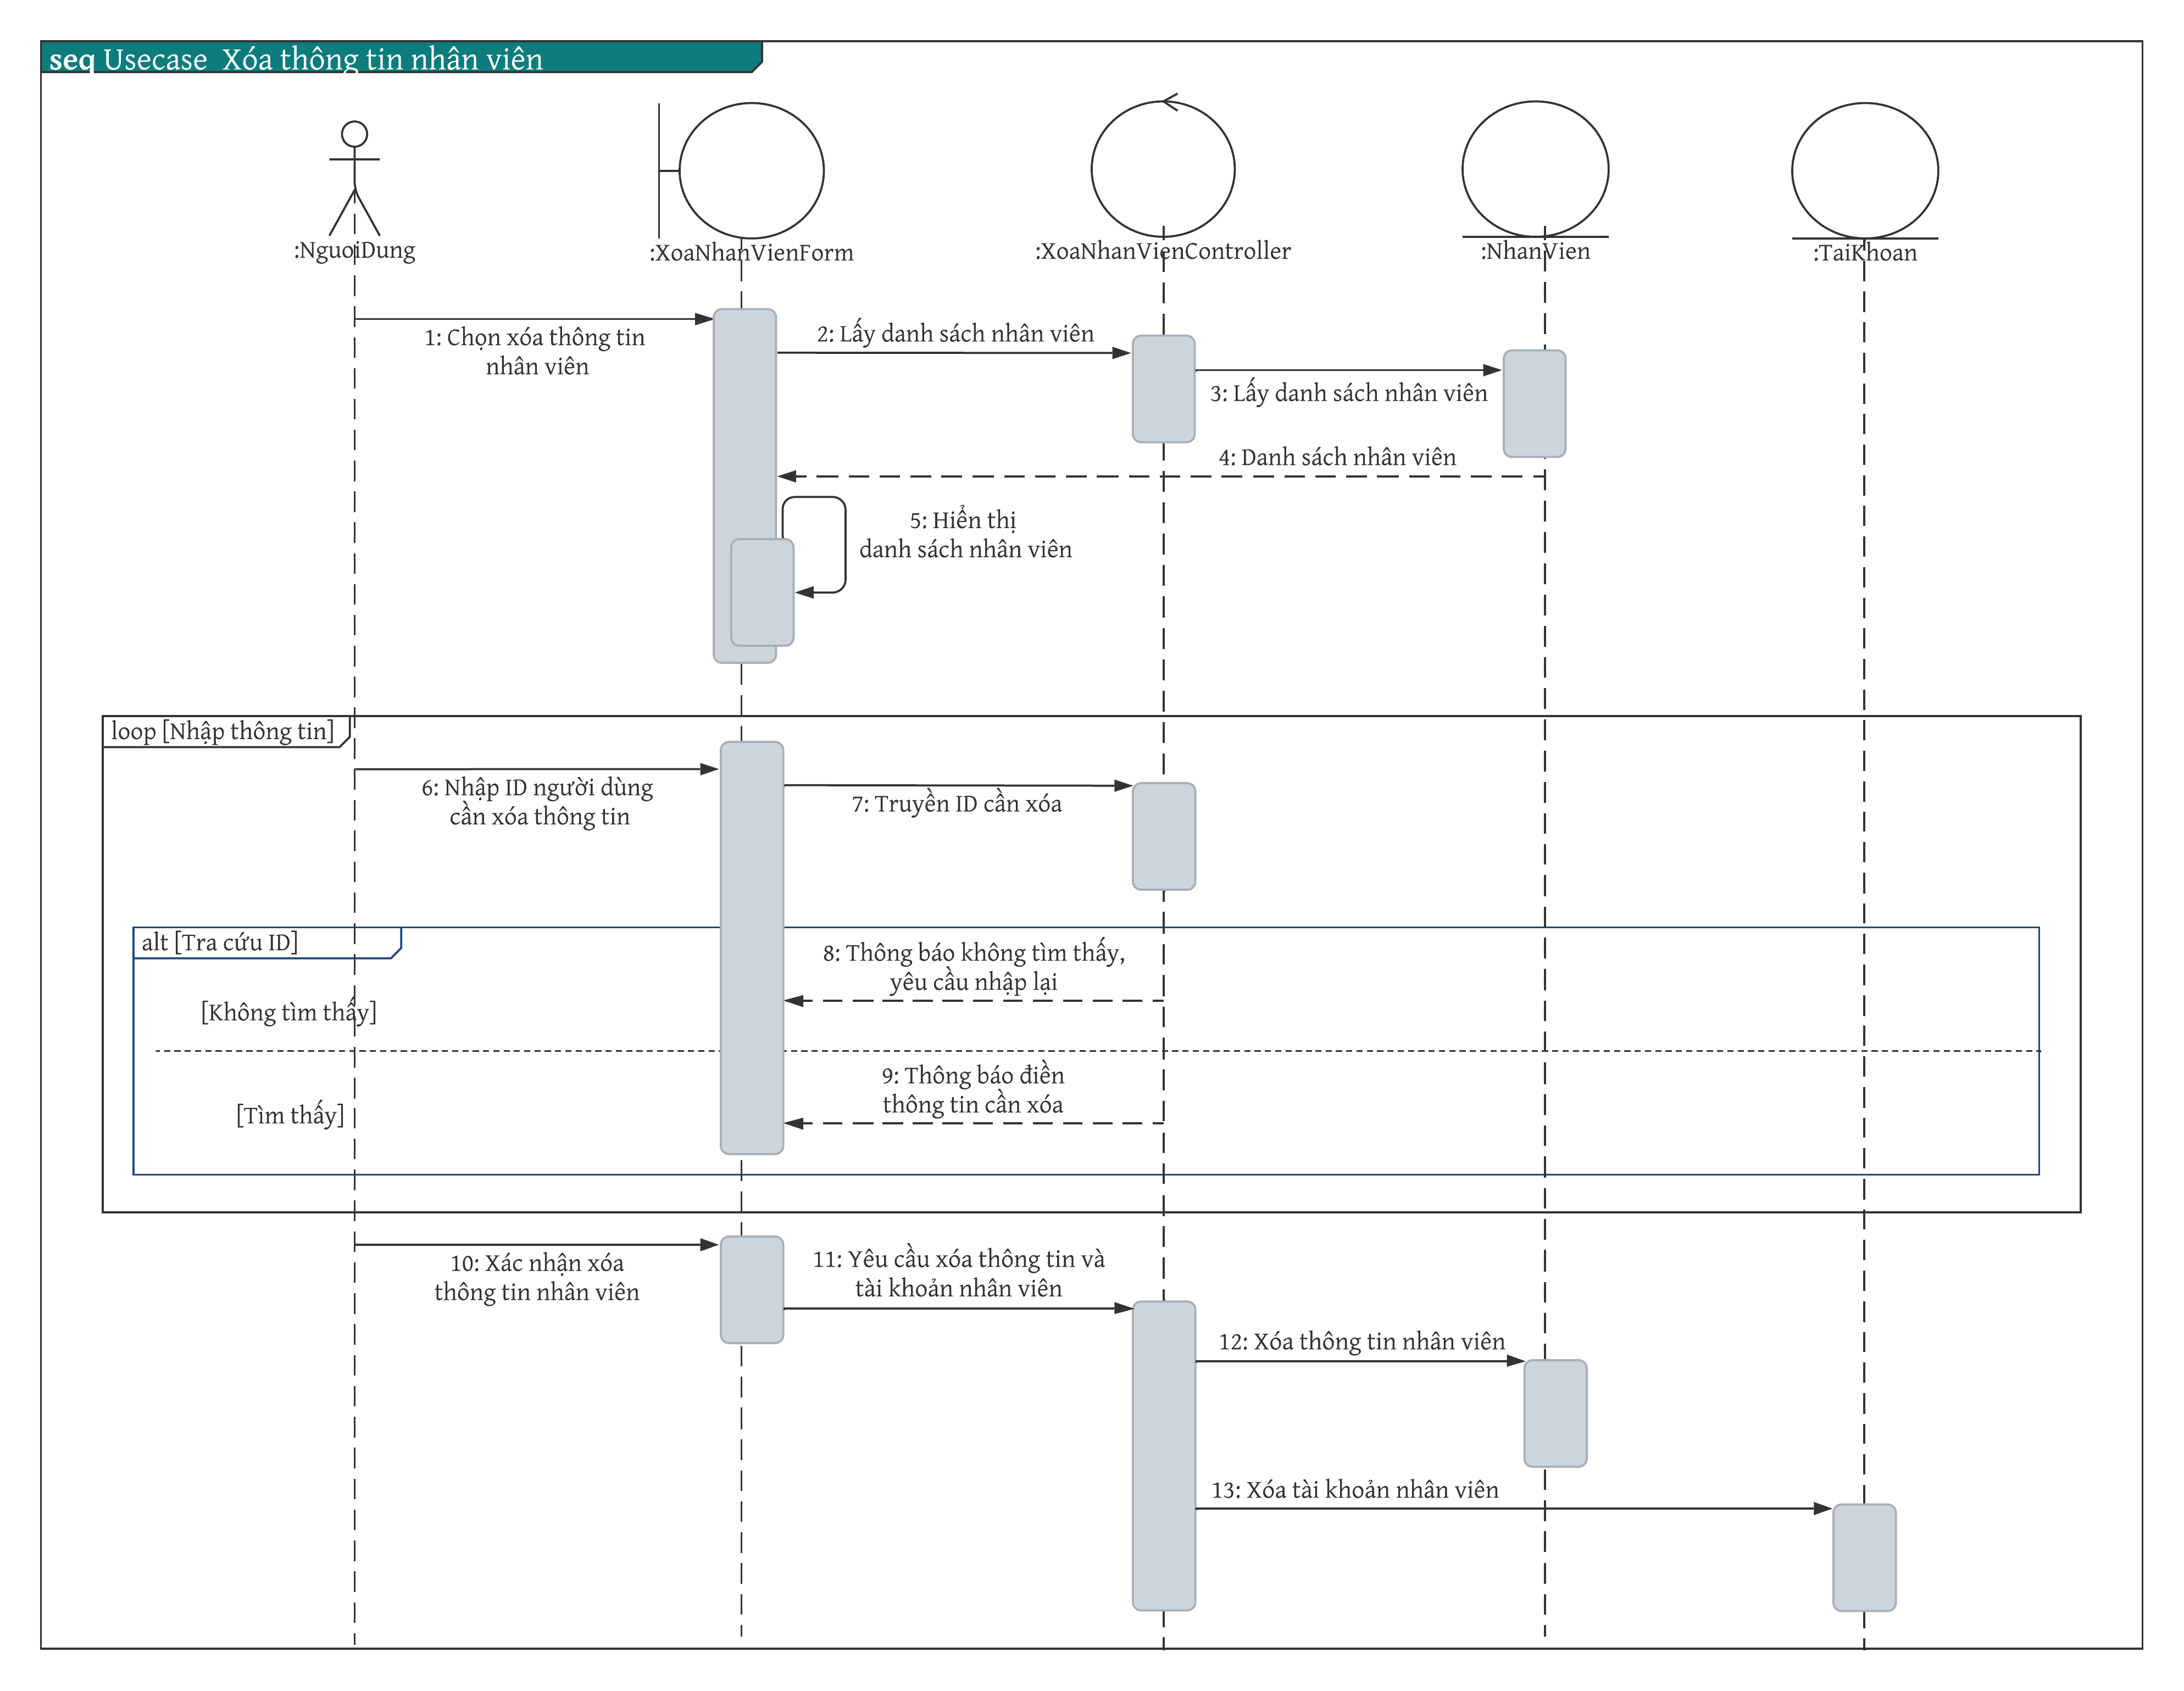 seq Usecase  Xóa thông tin nhân viên
:NguoiDung
:XoaNhanVienForm
:XoaNhanVienController
:NhanVien
:TaiKhoan
1: Chọn xóa thông tin
nhân viên
2: Lấy danh sách nhân viên
3: Lấy danh sách nhân viên
4: Danh sách nhân viên
5: Hiển thị
danh sách nhân viên
loop [Nhập thông tin]
6: Nhập ID người dùng
cần xóa thông tin
7: Truyền ID cần xóa
alt [Tra cứu ID]
8: Thông báo không tìm thấy,
yêu cầu nhập lại
[Không tìm thấy]
9: Thông báo điền
thông tin cần xóa
[Tìm thấy]
10: Xác nhận xóa
thông tin nhân viên
11: Yêu cầu xóa thông tin và
tài khoản nhân viên
12: Xóa thông tin nhân viên
13: Xóa tài khoản nhân viên